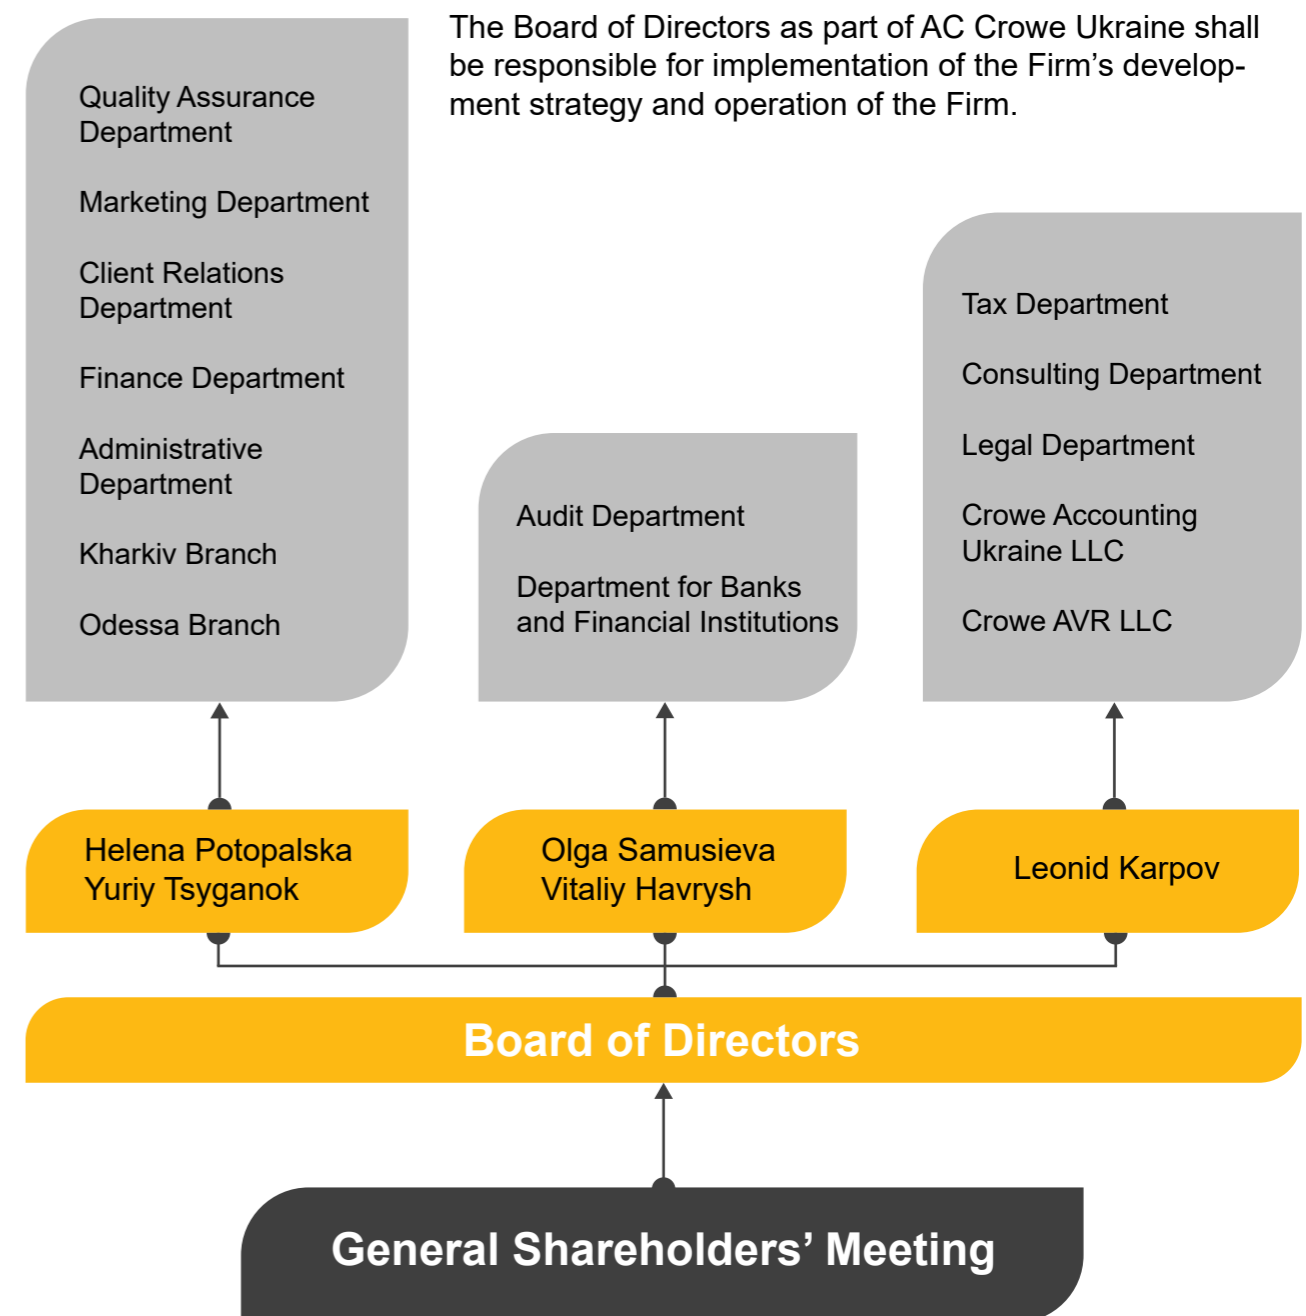 The Board of Directors as part of AC Crowe Ukraine shall
be responsible for implementation of the Firm’s develop-
ment strategy and operation of the Firm.
Quality Assurance
Department
Marketing Department
Client Relations
Department
Finance Department
Administrative
Department
Kharkiv Branch
Odessa Branch
Audit Department
Department for Banks
and Financial Institutions
Tax Department
Consulting Department
Legal Department
Crowe Accounting
Ukraine LLC
Crowe AVR LLC
Helena Potopalska
Yuriy Tsyganok
Olga Samusieva
Vitaliy Havrysh
Leonid Karpov
Board of Directors
General Shareholders’ Meeting